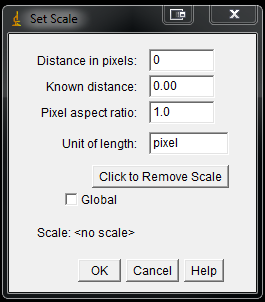 Set Scale
Distance in pixels: 0
Known distance: 0.00
Pixel aspect ratio: 1.0
Unit of length: pixel
Click to Remove Scale
Global
Scale: <no scale>
OK Cancel Help